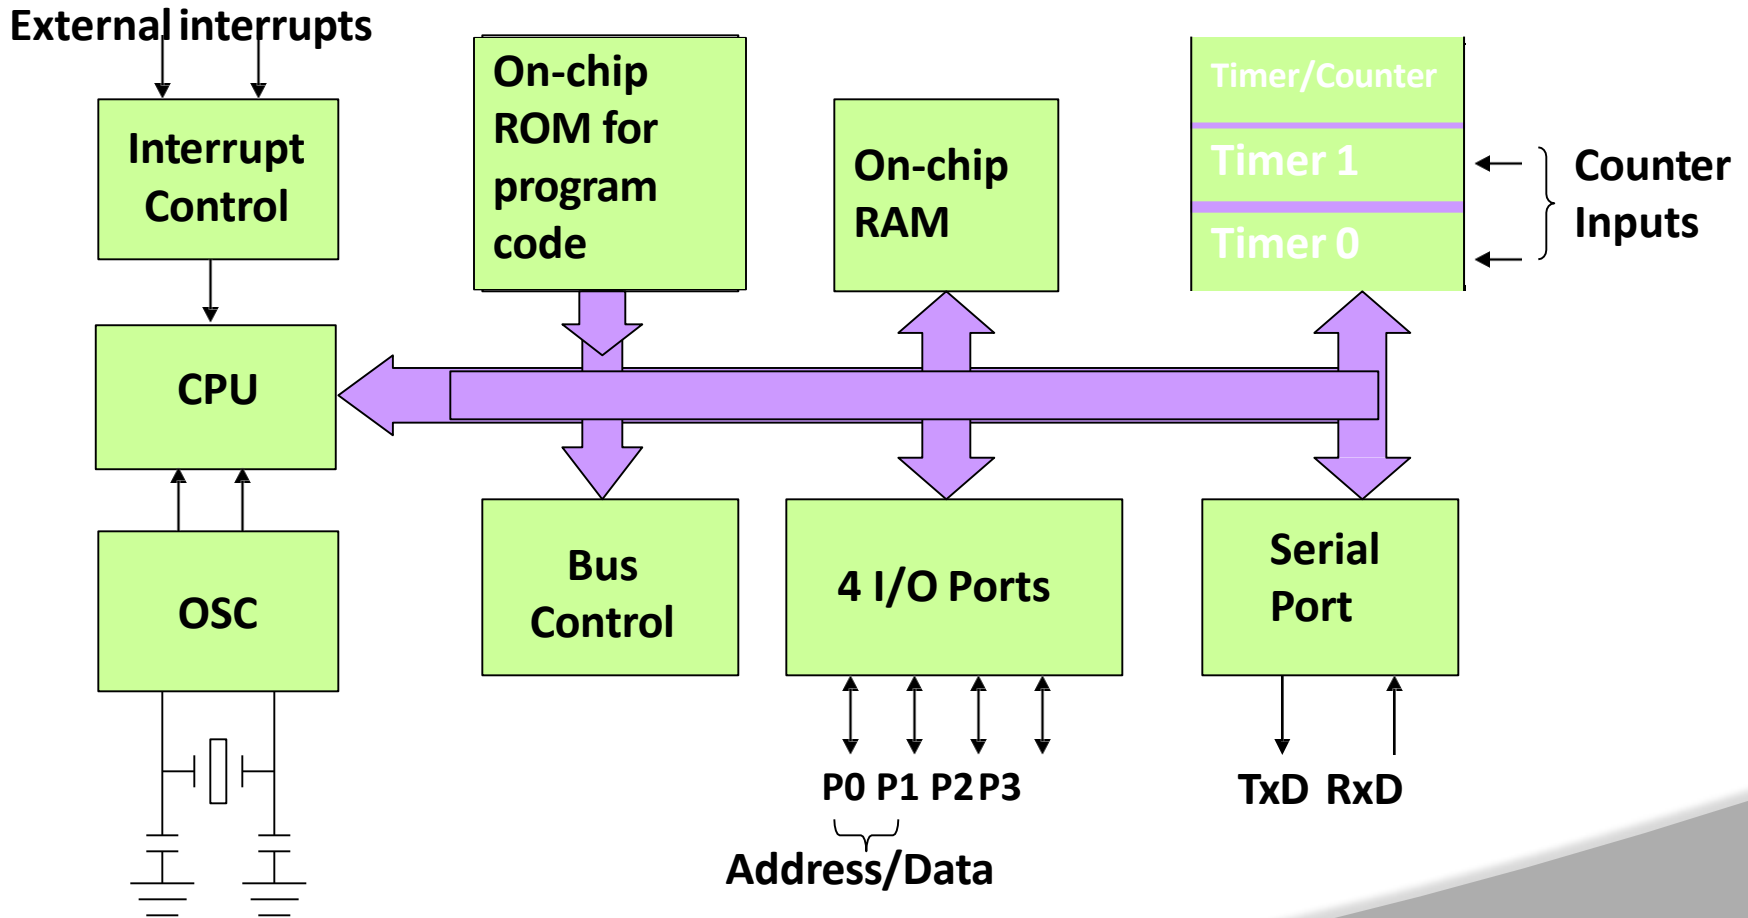 External interrupts
On-chip
ROM for
program
code
Timer/Counter
Interrupt
Control
On-chip
RAM
Timer 1
Timer 0
Counter
Inputs
CPU
OSC
Bus
Control
4 I/O Ports
Serial
Port
P0 P1 P2 P3
TxD RxD
Address/Data